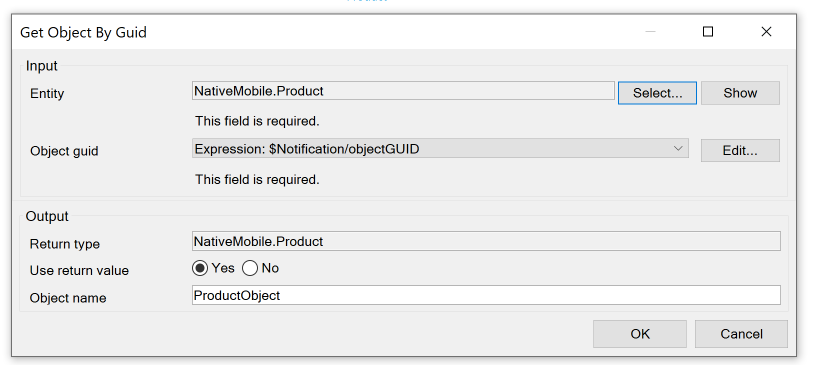 Get Object By Guid
Input
Entity NativeMobile.Product Select... Show
This field is required.
Object guid Expression: $Notification/objectGUID Edit...
This field is required.
Output
Return type NativeMobile.Product
Use return value Yes No
Object name ProductObject
OK Cancel